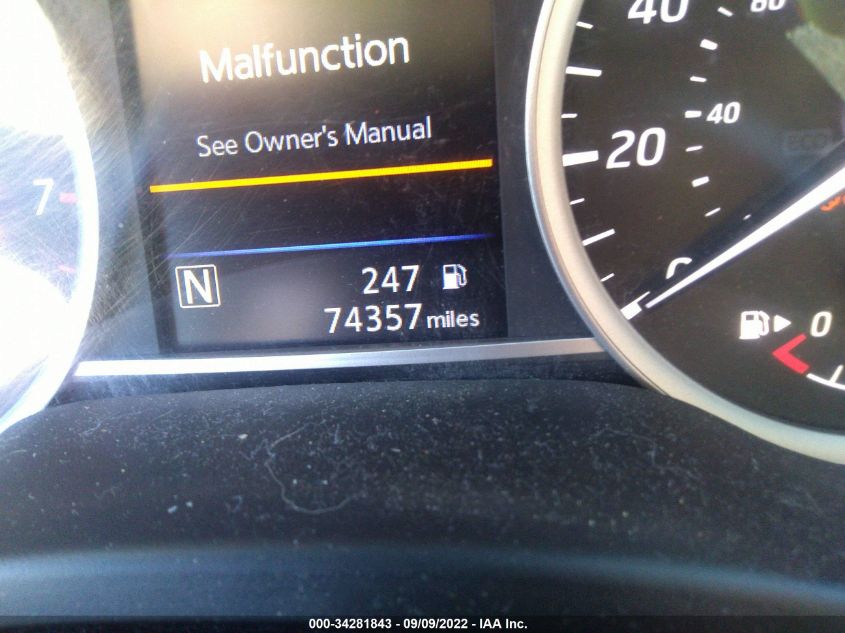 40
60
Malfunction
See Owner's Manual
40
20
7
N
247
74357 miles
0
000-34281843 - 09/09/2022 - IAA Inc.